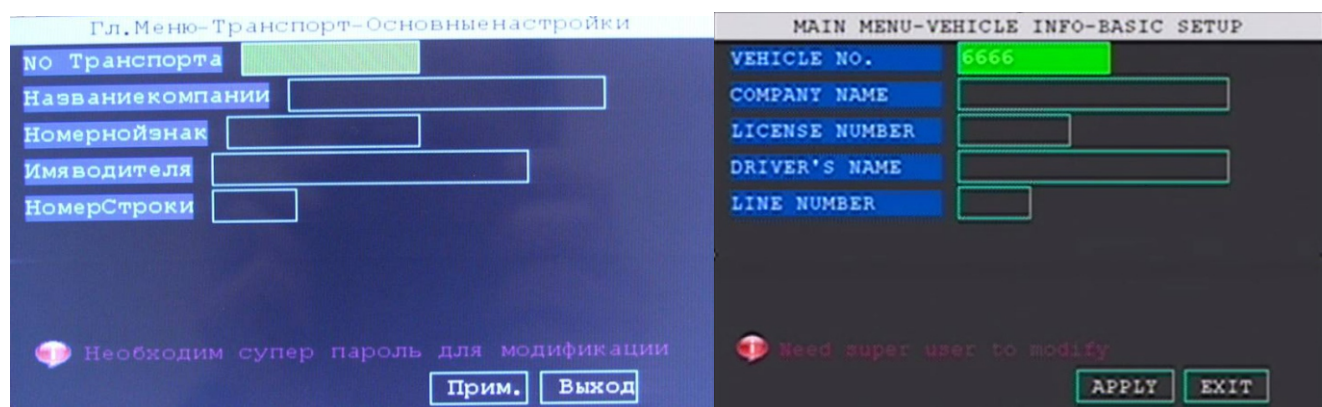 Гл.Меню-Транспорт-Основныенастройки
NO Транспорта
Названиекомпании
Номернойзнак
Имяводителя
НомерСтроки
Необходим супер пароль для модификации
Прим. Выход
MAIN MENU-VEHICLE INFO-BASIC SETUP
VEHICLE NO. 6666
COMPANY NAME
LICENSE NUMBER
DRIVER'S NAME
LINE NUMBER
Need super user to modify
APPLY EXIT